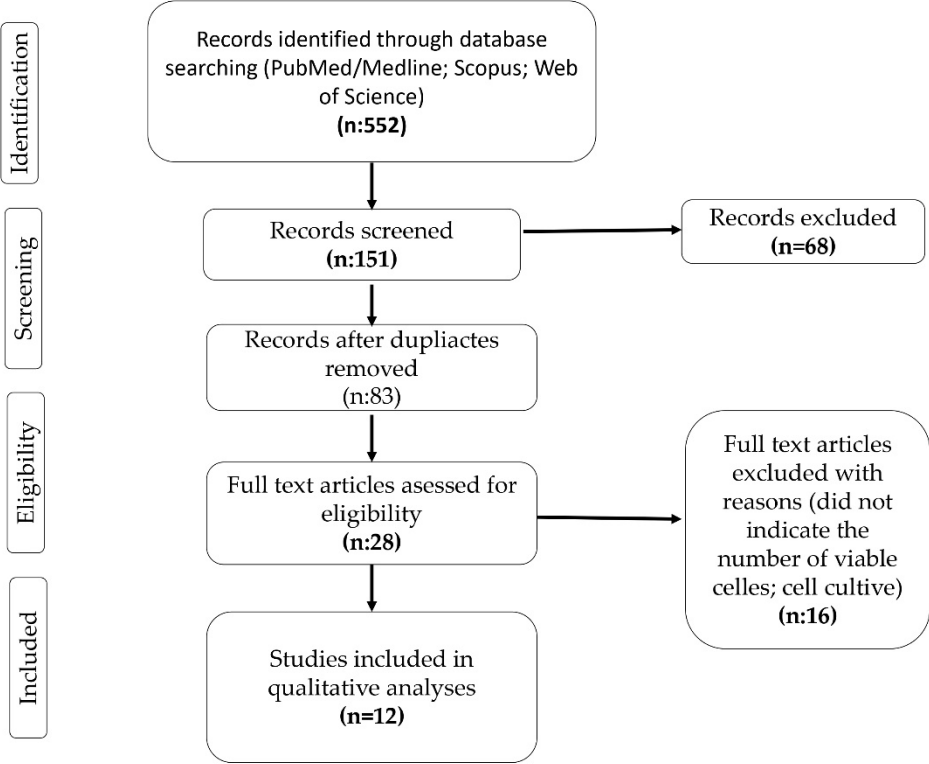 Identification
Records identified through database
searching (PubMed/Medline; Scopus; Web
of Science)
(n:552)
Screening
Records screened
(n:151)
Records excluded
(n=68)
Records after dupliactes
removed
(n:83)
Eligibility
Full text articles asessed for
eligibility
(n:28)
Full text articles
excluded with
reasons (did not
indicate the
number of viable
celles; cell cultive)
(n:16)
Included
Studies included in
qualitative analyses
(n=12)